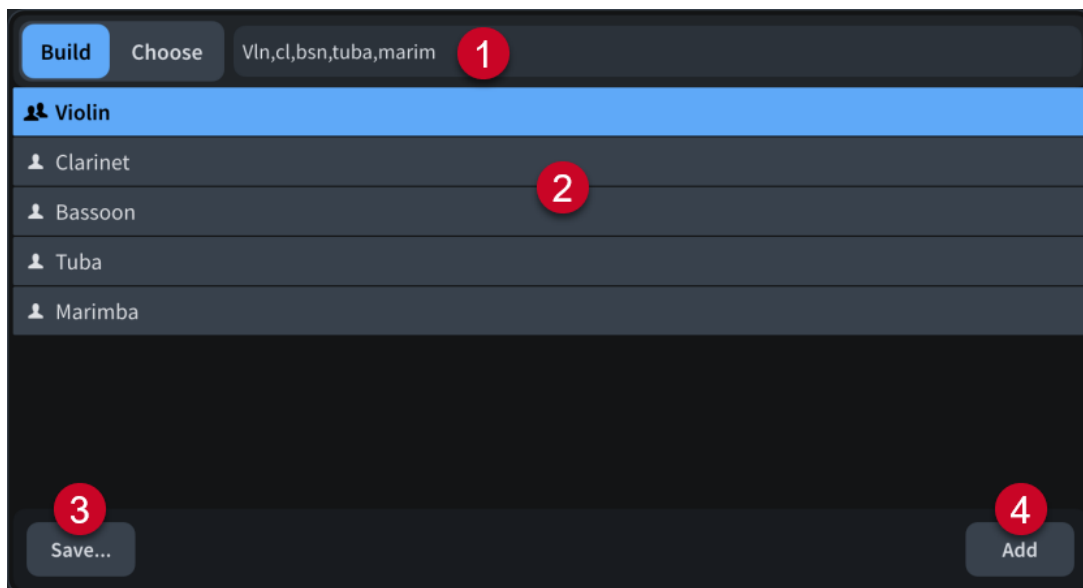 Build Choose Vln,cl,bsn,tuba,marim 1
Violin
Clarinet
2
Bassoon
Tuba
Marimba
3 4
Save... Add